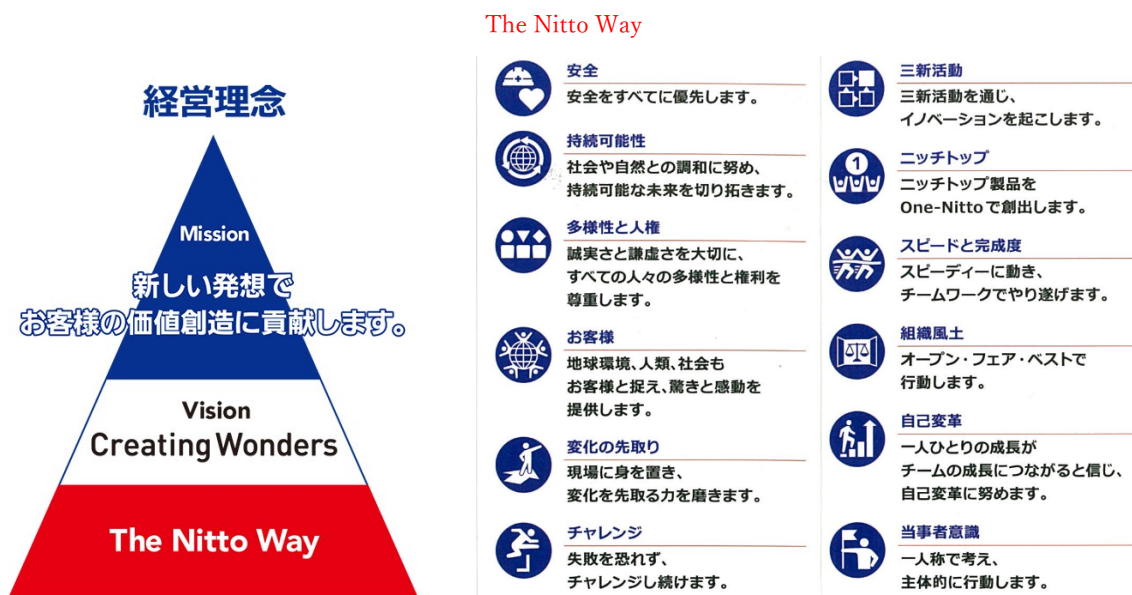 The Nitto Way
経営理念
Mission
新しい発想で
お客様の価値創造に貢献します。
Vision
Creating Wonders
The Nitto Way
安全
安全をすべてに優先します。
持続可能性
社会や自然との調和に努め、
持続可能な未来を切り拓きます。
多様性と人権
誠実さと謙虚さを大切に、
すべての人々の多様性と権利を
尊重します。
お客様
地球環境、人類、社会も
お客様と捉え、驚きと感動を
提供します。
変化の先取り
現場に身を置き、
変化を先取る力を磨きます。
チャレンジ
失敗を恐れず、
チャレンジし続けます。
三新活動
三新活動を通じ、
イノベーションを起こします。
1
ニッチトップ
ニッチトップ製品を
One-Nittoで創出します。
スピードと完成度
スピーディーに動き、
チームワークでやり遂げます。
組織風土
オープン・フェア・ベストで
行動します。
自己変革
一人ひとりの成長が
チームの成長につながると信じ、
自己変革に努めます。
当事者意識
一人称で考え、
主体的に行動します。